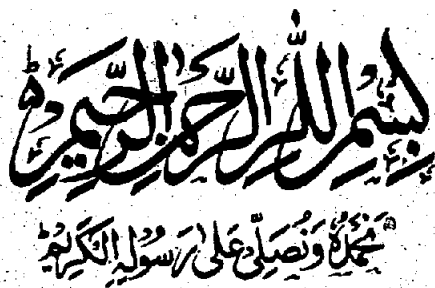 بِسْمِ اللّٰهِ الرَّحْمٰنِ الرَّحِيْمِ
نَحْمَدُهٗ وَنُصَلِّیْ عَلٰی رَسُوْلِهِ الْكَرِيْمِ